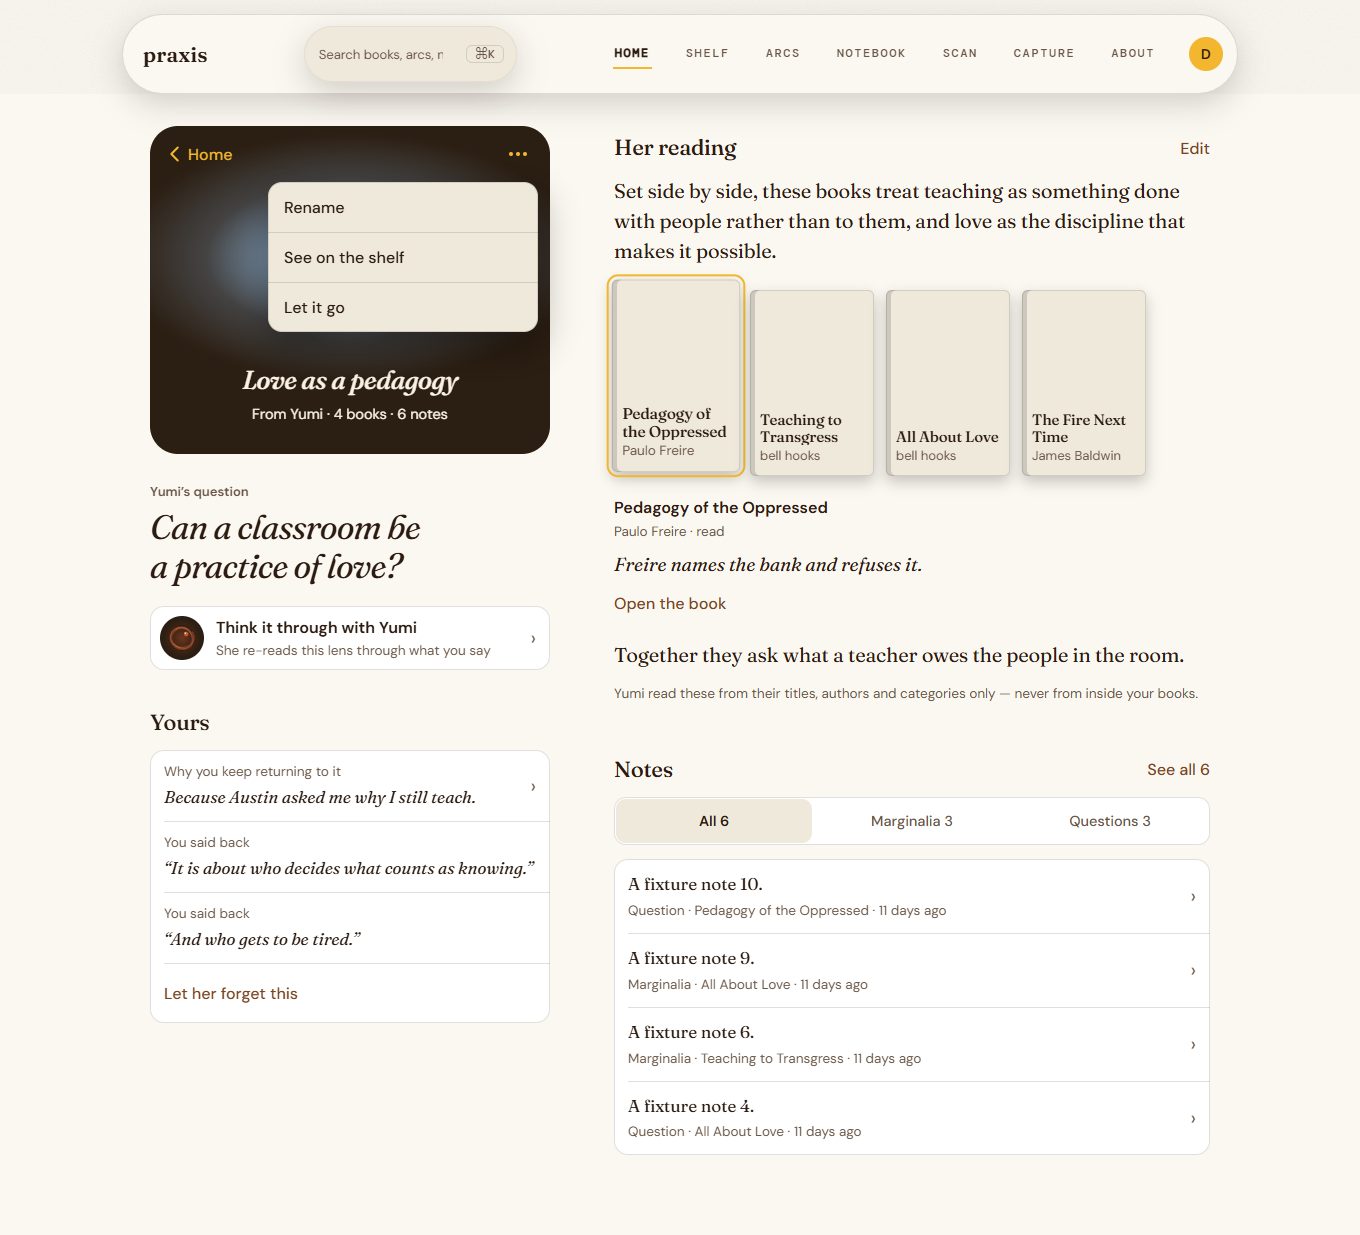 praxis
Search books, arcs, n
⌘K
HOME
SHELF
ARCS
NOTEBOOK
SCAN
CAPTURE
ABOUT
D
Home
Rename
See on the shelf
Let it go
Love as a pedagogy
From Yumi · 4 books · 6 notes
Yumi’s question
Can a classroom be
a practice of love?
Think it through with Yumi
She re-reads this lens through what you say
Yours
Why you keep returning to it
Because Austin asked me why I still teach.
You said back
“It is about who decides what counts as knowing.”
You said back
“And who gets to be tired.”
Let her forget this
Her reading
Edit
Set side by side, these books treat teaching as something done
with people rather than to them, and love as the discipline that
makes it possible.
Pedagogy of
the Oppressed
Paulo Freire
Teaching to
Transgress
bell hooks
All About Love
bell hooks
The Fire Next
Time
James Baldwin
Pedagogy of the Oppressed
Paulo Freire · read
Freire names the bank and refuses it.
Open the book
Together they ask what a teacher owes the people in the room.
Yumi read these from their titles, authors and categories only — never from inside your books.
Notes
See all 6
All 6
Marginalia 3
Questions 3
A fixture note 10.
Question · Pedagogy of the Oppressed · 11 days ago
A fixture note 9.
Marginalia · All About Love · 11 days ago
A fixture note 6.
Marginalia · Teaching to Transgress · 11 days ago
A fixture note 4.
Question · All About Love · 11 days ago